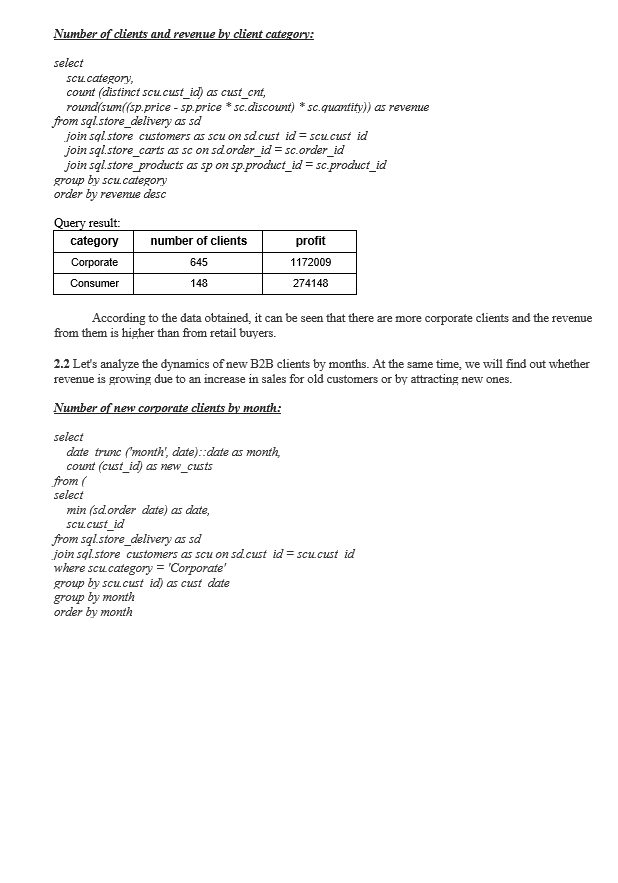 Number of clients and revenue by client category:
select
scu.category,
count (distinct scu.cust_id) as cust_cnt,
round(sum((sp.price - sp.price * sc.discount) * sc.quantity)) as revenue
from sql.store_delivery as sd
join sql.store_customers as scu on sd.cust_id = scu.cust_id
join sql.store_carts as sc on sd.order_id = sc.order_id
join sql.store_products as sp on sp.product_id = sc.product_id
group by scu.category
order by revenue desc
Query result:
category number of clients profit
Corporate 645 1172009
Consumer 148 274148
According to the data obtained, it can be seen that there are more corporate clients and the revenue
from them is higher than from retail buyers.
2.2 Let's analyze the dynamics of new B2B clients by months. At the same time, we will find out whether
revenue is growing due to an increase in sales for old customers or by attracting new ones.
Number of new corporate clients by month:
select
date_trunc ('month', date)::date as month,
count (cust_id) as new_custs
from (
select
min (sd.order_date) as date,
scu.cust_id
from sql.store_delivery as sd
join sql.store_customers as scu on sd.cust_id = scu.cust_id
where scu.category = 'Corporate'
group by scu.cust_id) as cust_date
group by month
order by month